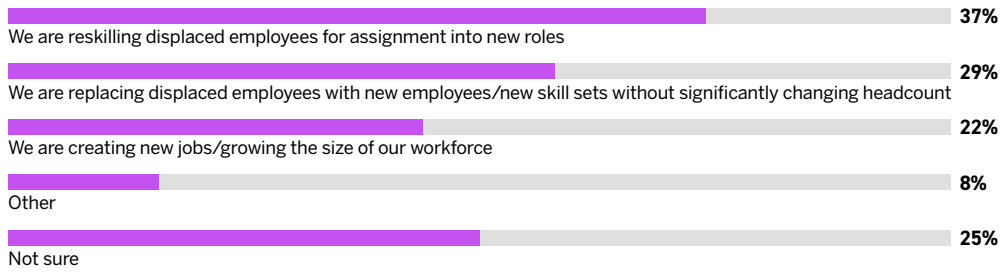 37%
We are reskilling displaced employees for assignment into new roles
29%
We are replacing displaced employees with new employees/new skill sets without significantly changing headcount
22%
We are creating new jobs/growing the size of our workforce
8%
Other
25%
Not sure